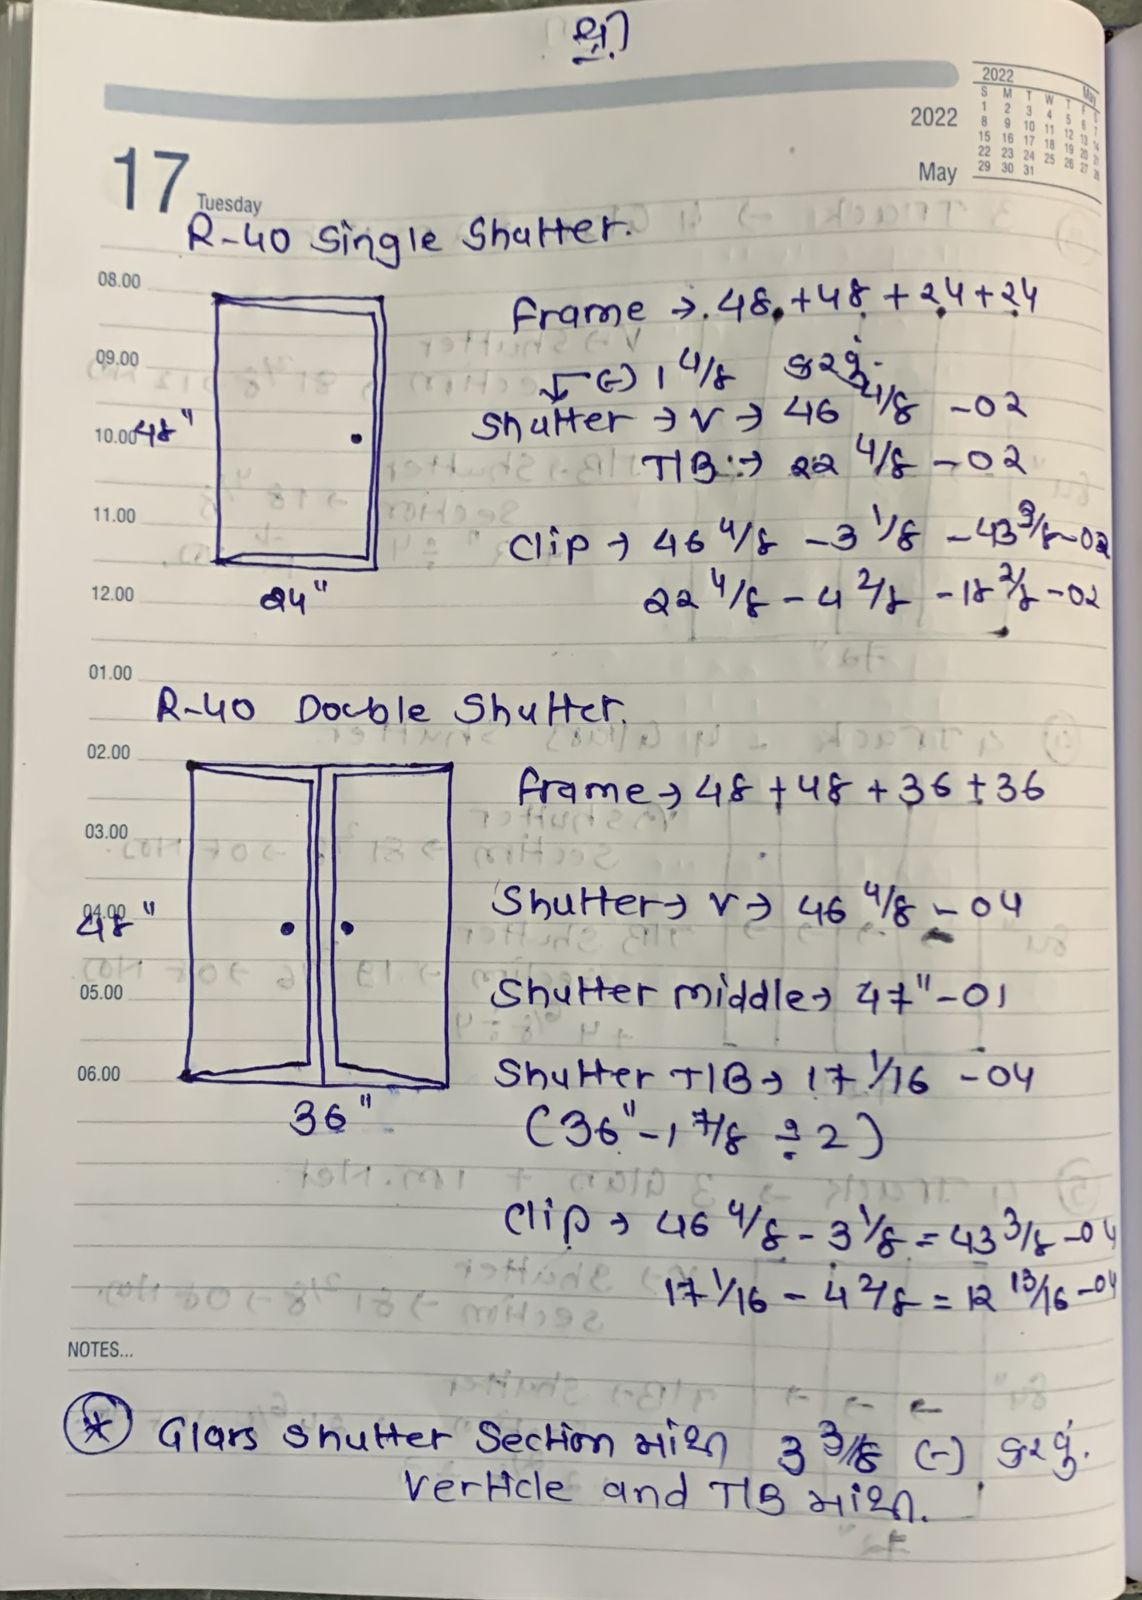 શ્રી
2022
May
2022 May
S M T W T F S
1 2 3 4 5 6 7
8 9 10 11 12 13 14
15 16 17 18 19 20 21
22 23 24 25 26 27 28
29 30 31
17 Tuesday
R-40 Single Shutter.
08.00
frame → 48 + 48 + 24 + 24
09.00
(-) 1 4/8 કરવું.
10.00 48" Shutter → V → 46 4/8 - 02
T/B → 22 4/8 - 02
11.00
Clip → 46 4/8 - 3 1/8 - 43 3/8 - 02
12.00 24" 22 4/8 - 4 2/8 - 18 2/8 - 02
01.00
R-40 Double Shutter.
02.00
frame → 48 + 48 + 36 + 36
03.00
04.00 48" Shutter → V → 46 4/8 - 04
05.00 Shutter middle → 47" - 01
06.00 Shutter T/B → 17 1/16 - 04
36" (36" - 1 7/8 ÷ 2)
Clip → 46 4/8 - 3 1/8 = 43 3/8 - 04
17 1/16 - 4 2/8 = 12 13/16 - 04
NOTES...
* Glars Shutter Section માંથી 3 3/8 (-) કરવું.
Verticle and T/B માંથી.